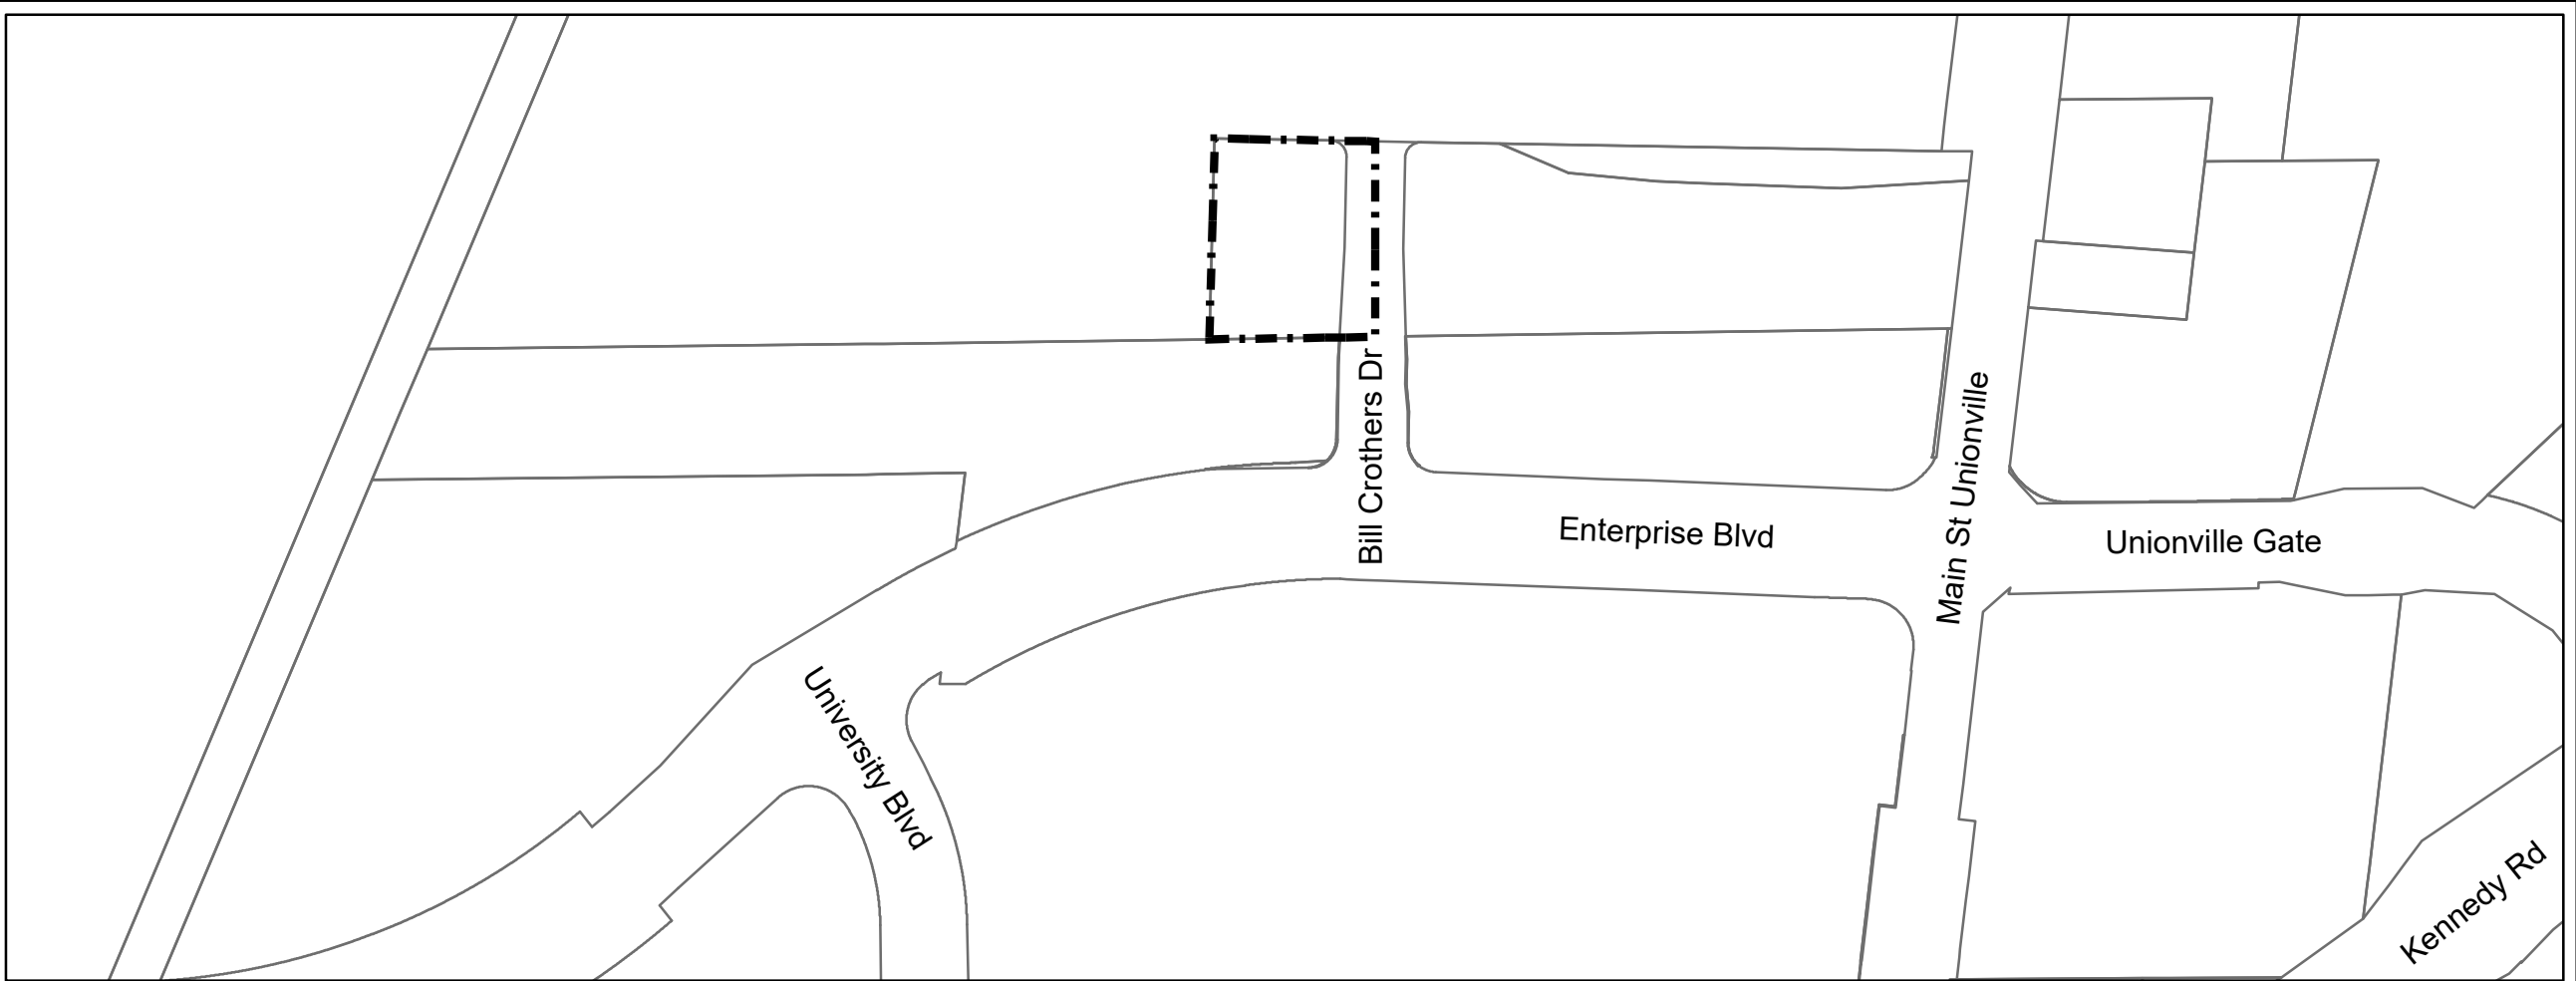 Bill Crothers Dr
Enterprise Blvd
Main St Unionville
Unionville Gate
University Blvd
Kennedy Rd